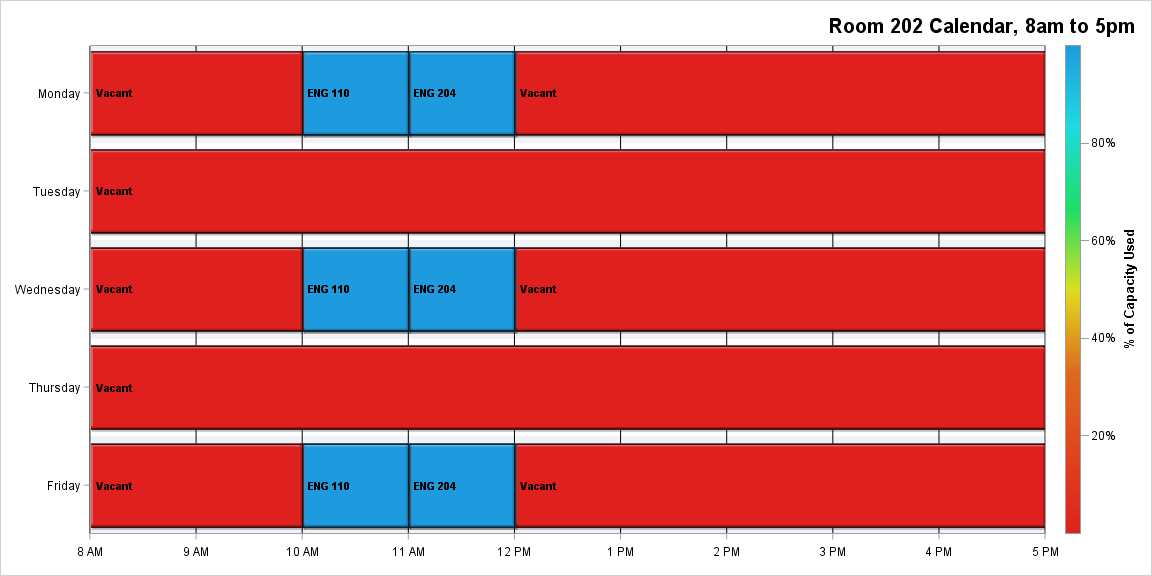 Room 202 Calendar, 8am to 5pm
Monday
Vacant
ENG 110
ENG 204
Vacant
Tuesday
Vacant
Wednesday
Vacant
ENG 110
ENG 204
Vacant
Thursday
Vacant
Friday
Vacant
ENG 110
ENG 204
Vacant
8 AM
9 AM
10 AM
11 AM
12 PM
1 PM
2 PM
3 PM
4 PM
5 PM
80%
60%
40%
20%
% of Capacity Used